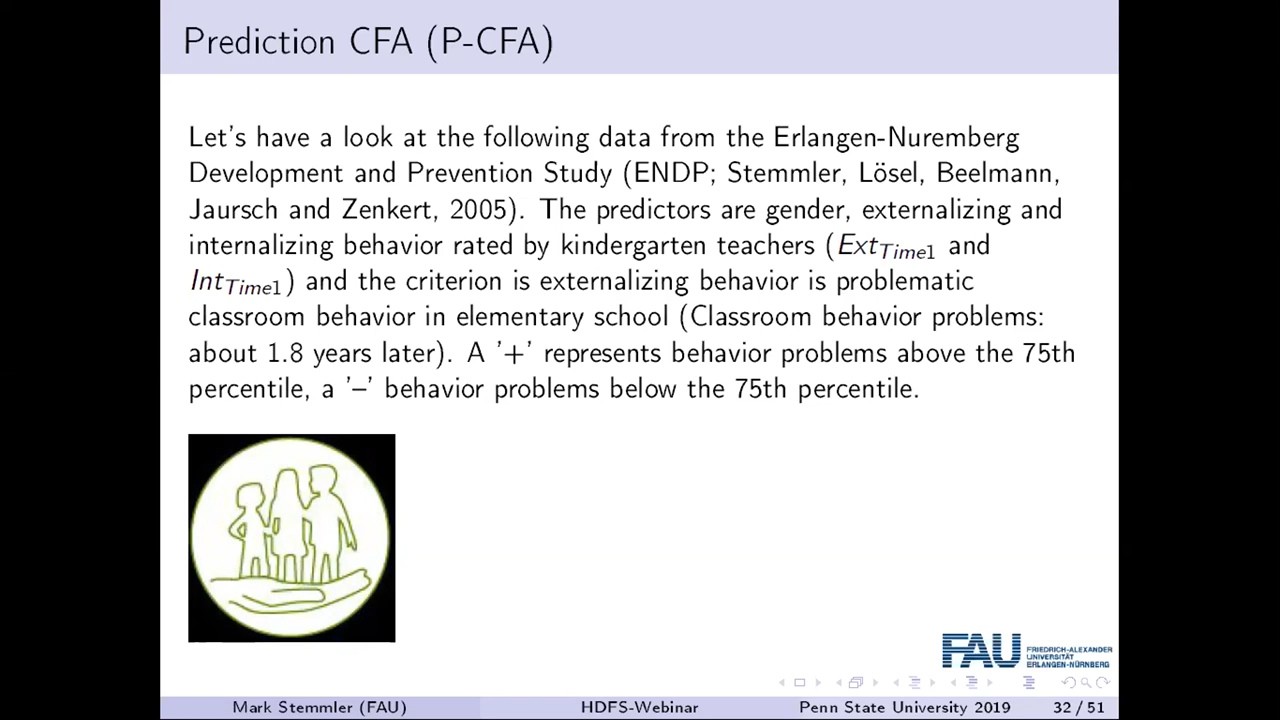 Prediction CFA (P-CFA)
Let's have a look at the following data from the Erlangen-Nuremberg
Development and Prevention Study (ENDP; Stemmler, Lösel, Beelmann,
Jaursch and Zenkert, 2005). The predictors are gender, externalizing and
internalizing behavior rated by kindergarten teachers (ExtTime1 and
IntTime1) and the criterion is externalizing behavior is problematic
classroom behavior in elementary school (Classroom behavior problems:
about 1.8 years later). A '+' represents behavior problems above the 75th
percentile, a '–' behavior problems below the 75th percentile.
FAU FRIEDRICH-ALEXANDER
UNIVERSITÄT
ERLANGEN-NÜRNBERG
Mark Stemmler (FAU) HDFS-Webinar Penn State University 2019 32 / 51